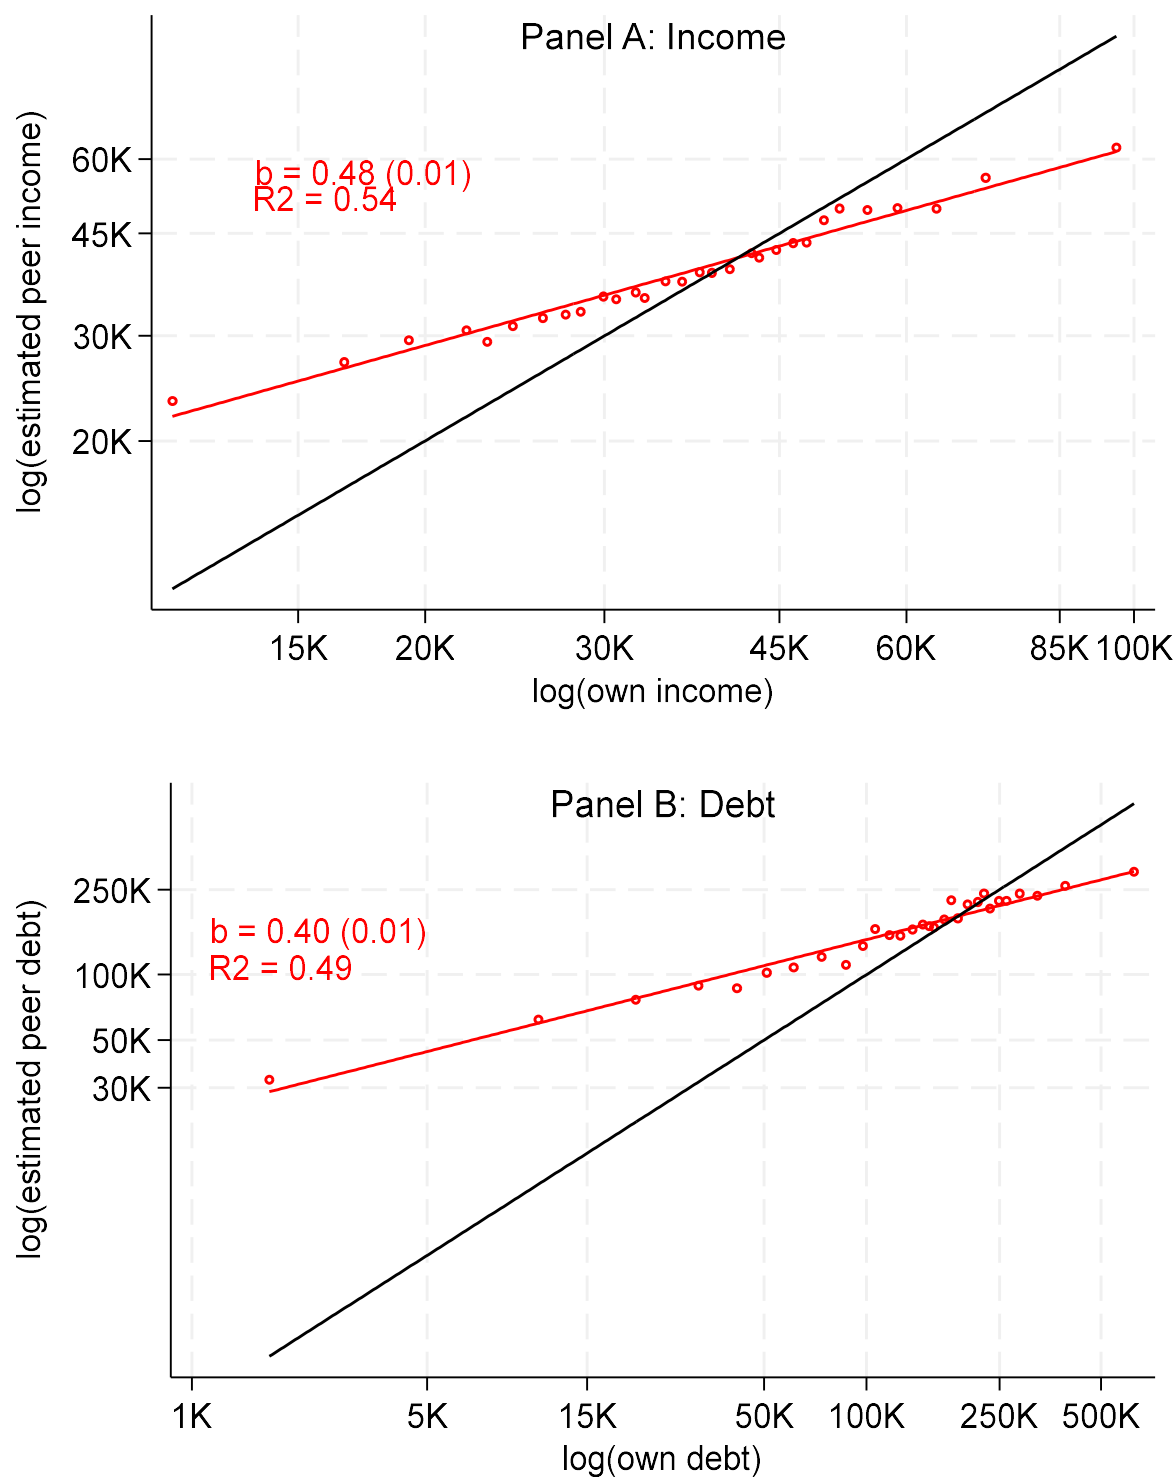 Panel A: Income
log(estimated peer income)
60K
45K
30K
20K
b = 0.48 (0.01)
R2 = 0.54
15K 20K 30K 45K 60K 85K 100K
log(own income)
Panel B: Debt
log(estimated peer debt)
250K
100K
50K
30K
b = 0.40 (0.01)
R2 = 0.49
1K 5K 15K 50K 100K 250K 500K
log(own debt)